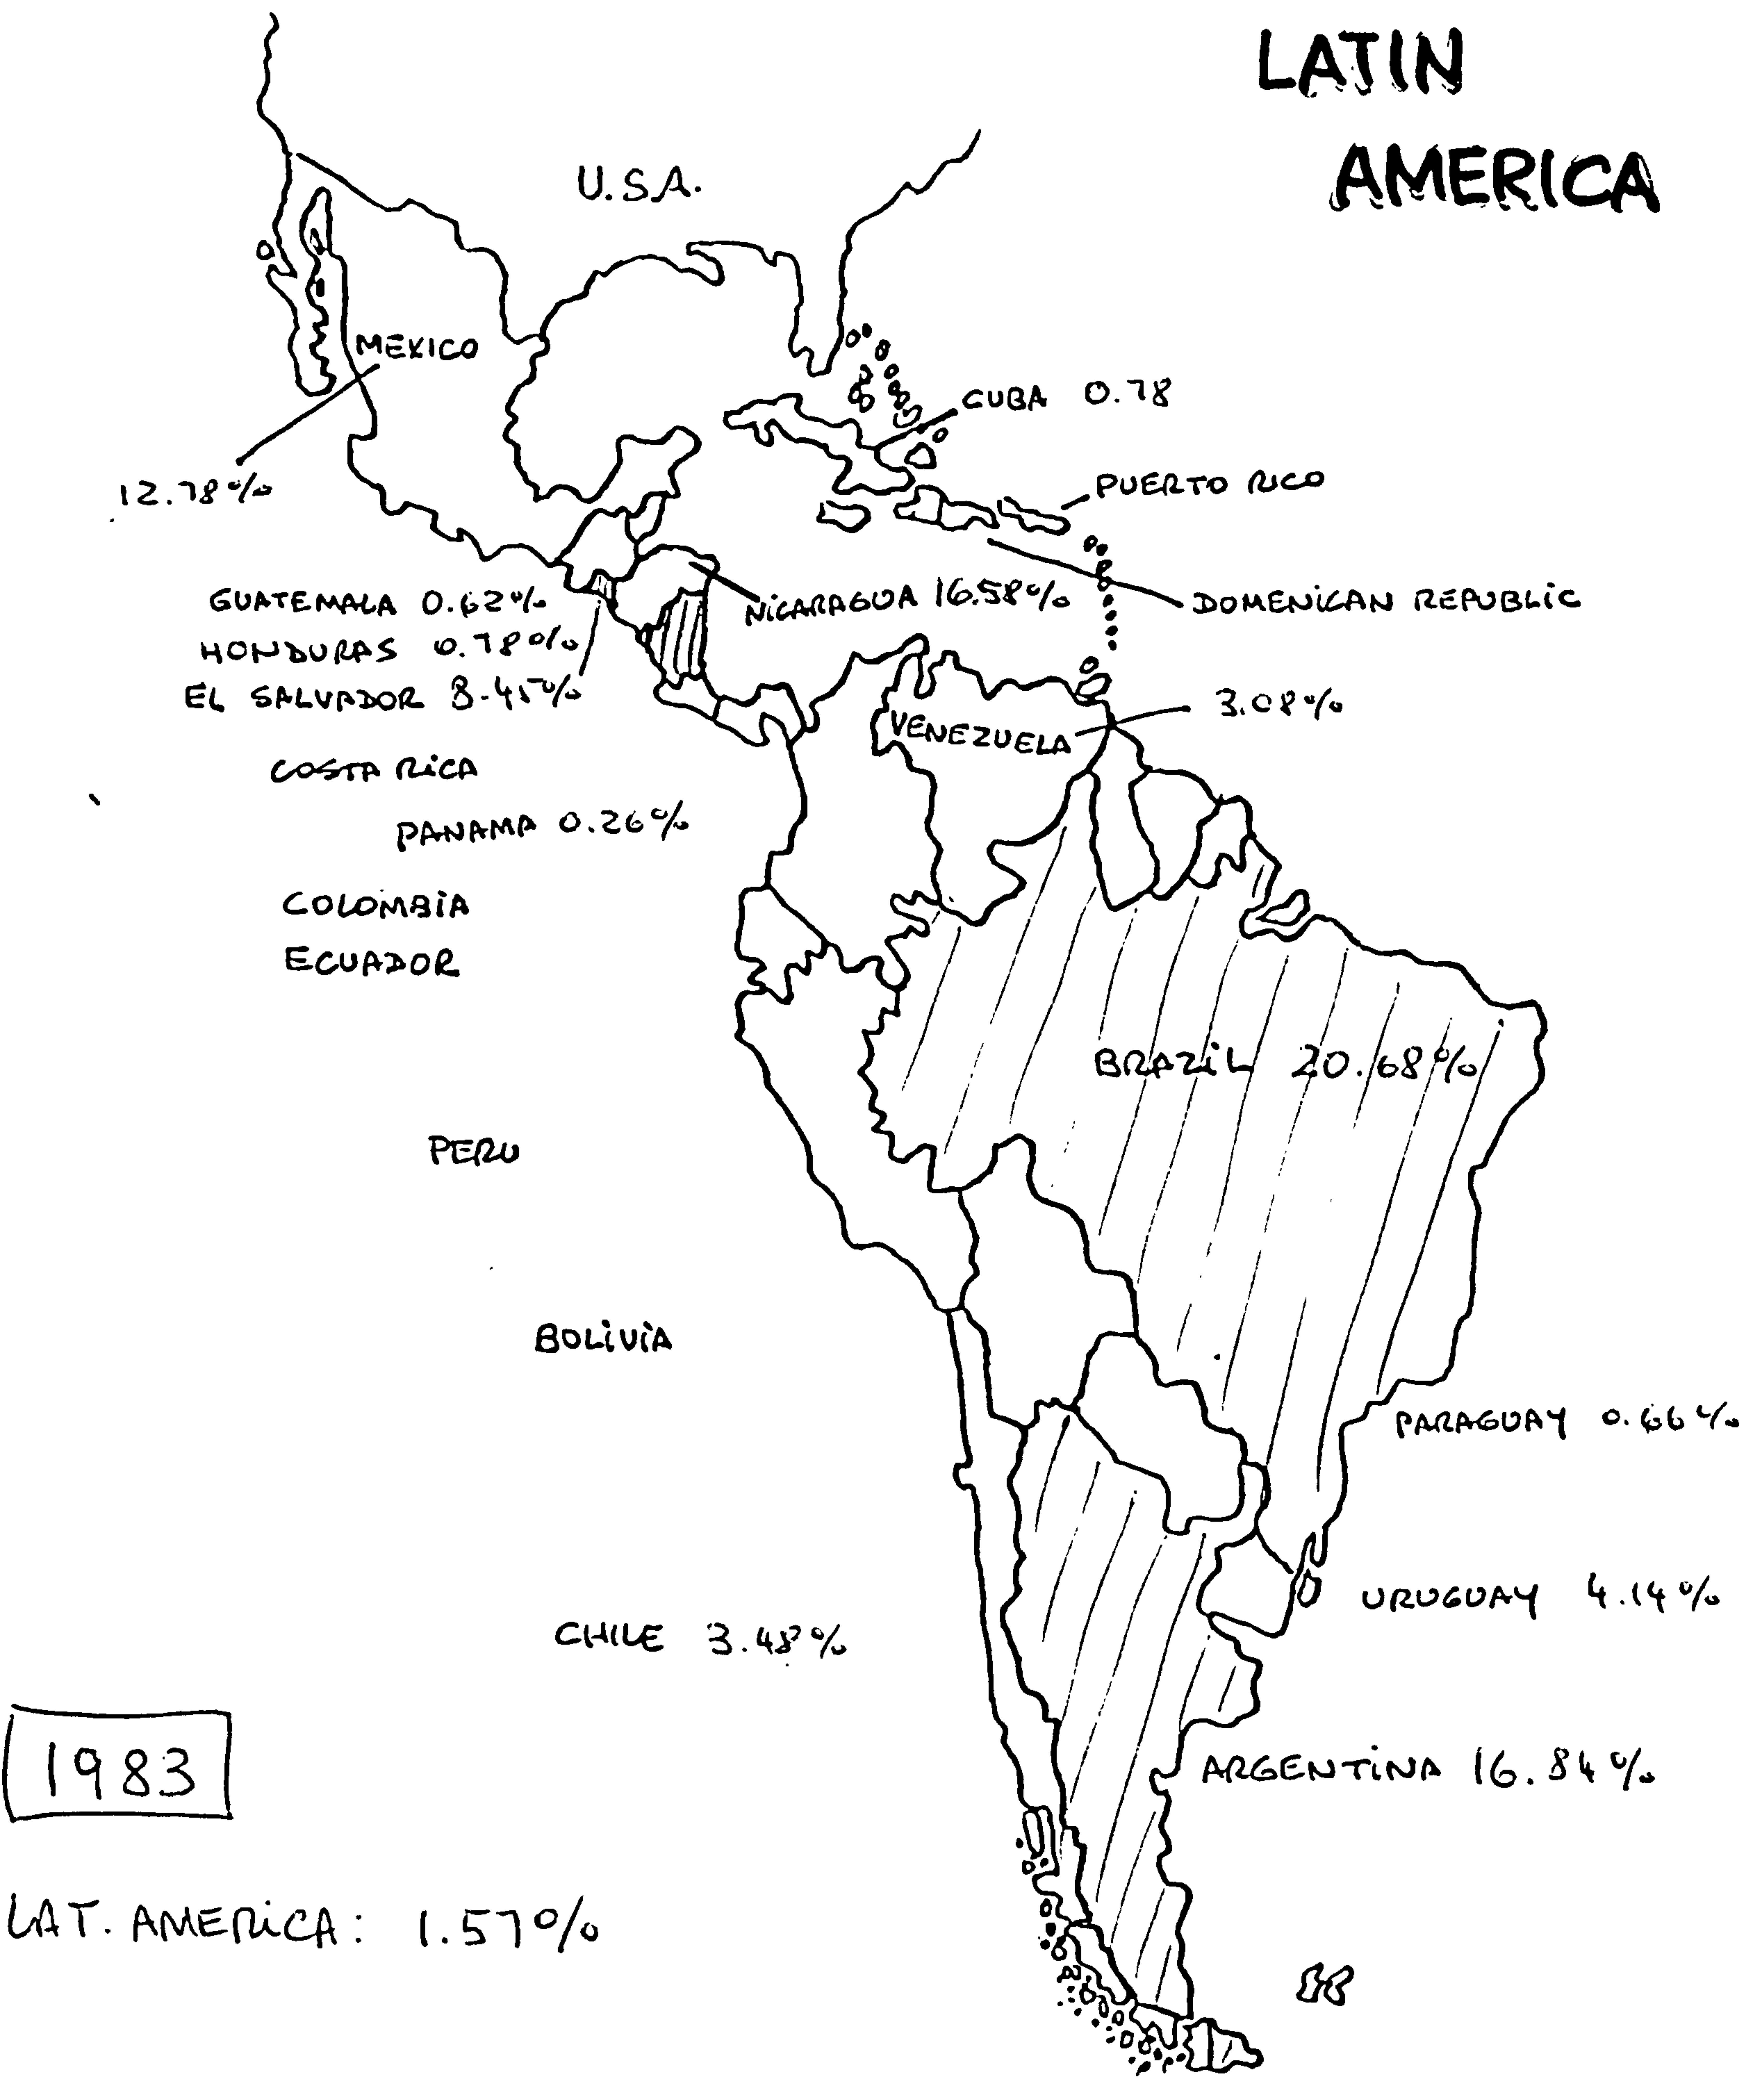 LATIN
AMERICA
U.S.A.
MEXICO
CUBA 0.78
12.78%
PUERTO RICO
GUATEMALA 0.62%
NICARAGUA 16.58%
DOMENICAN REPUBLIC
HONDURAS 0.78%
EL SALVADOR 8.45%
3.08%
VENEZUELA
COSTA RICA
PANAMA 0.26%
COLOMBIA
ECUADOR
BRAZIL 20.68%
PERU
BOLIVIA
PARAGUAY 0.66%
URUGUAY 4.14%
CHILE 3.48%
1983
ARGENTINA 16.84%
LAT. AMERICA: 1.57%